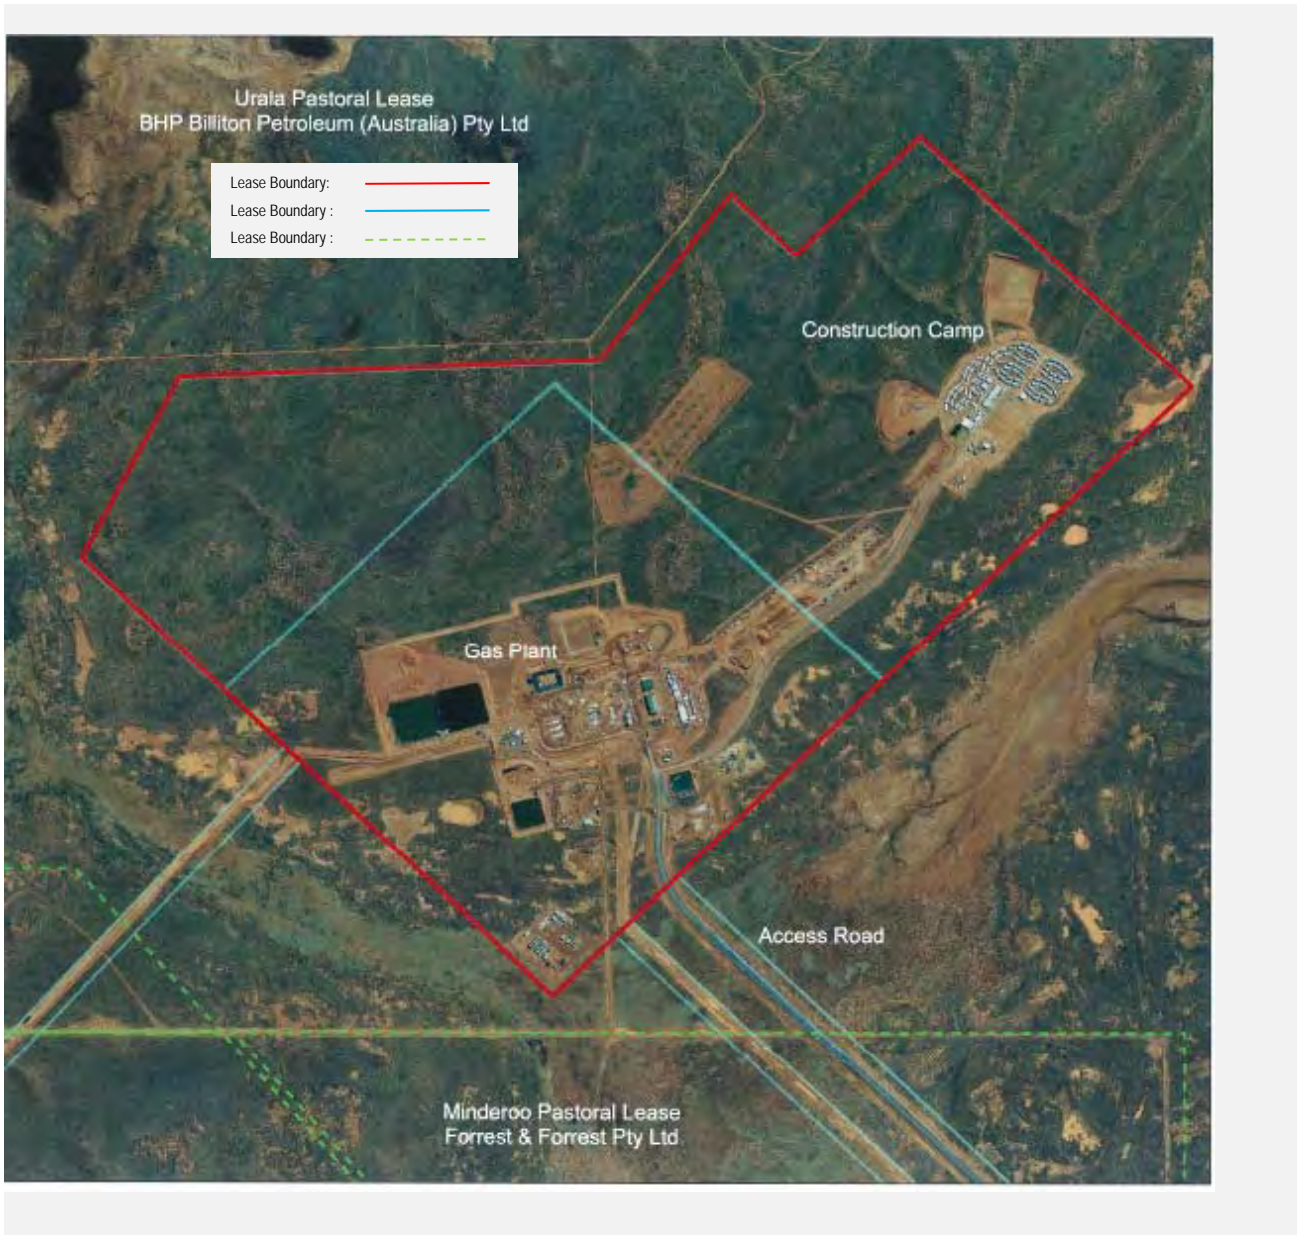 Urala Pastoral Lease
BHP Billiton Petroleum (Australia) Pty Ltd
Lease Boundary:
Lease Boundary :
Lease Boundary :
Construction Camp
Gas Plant
Access Road
Minderoo Pastoral Lease
Forrest & Forrest Pty Ltd